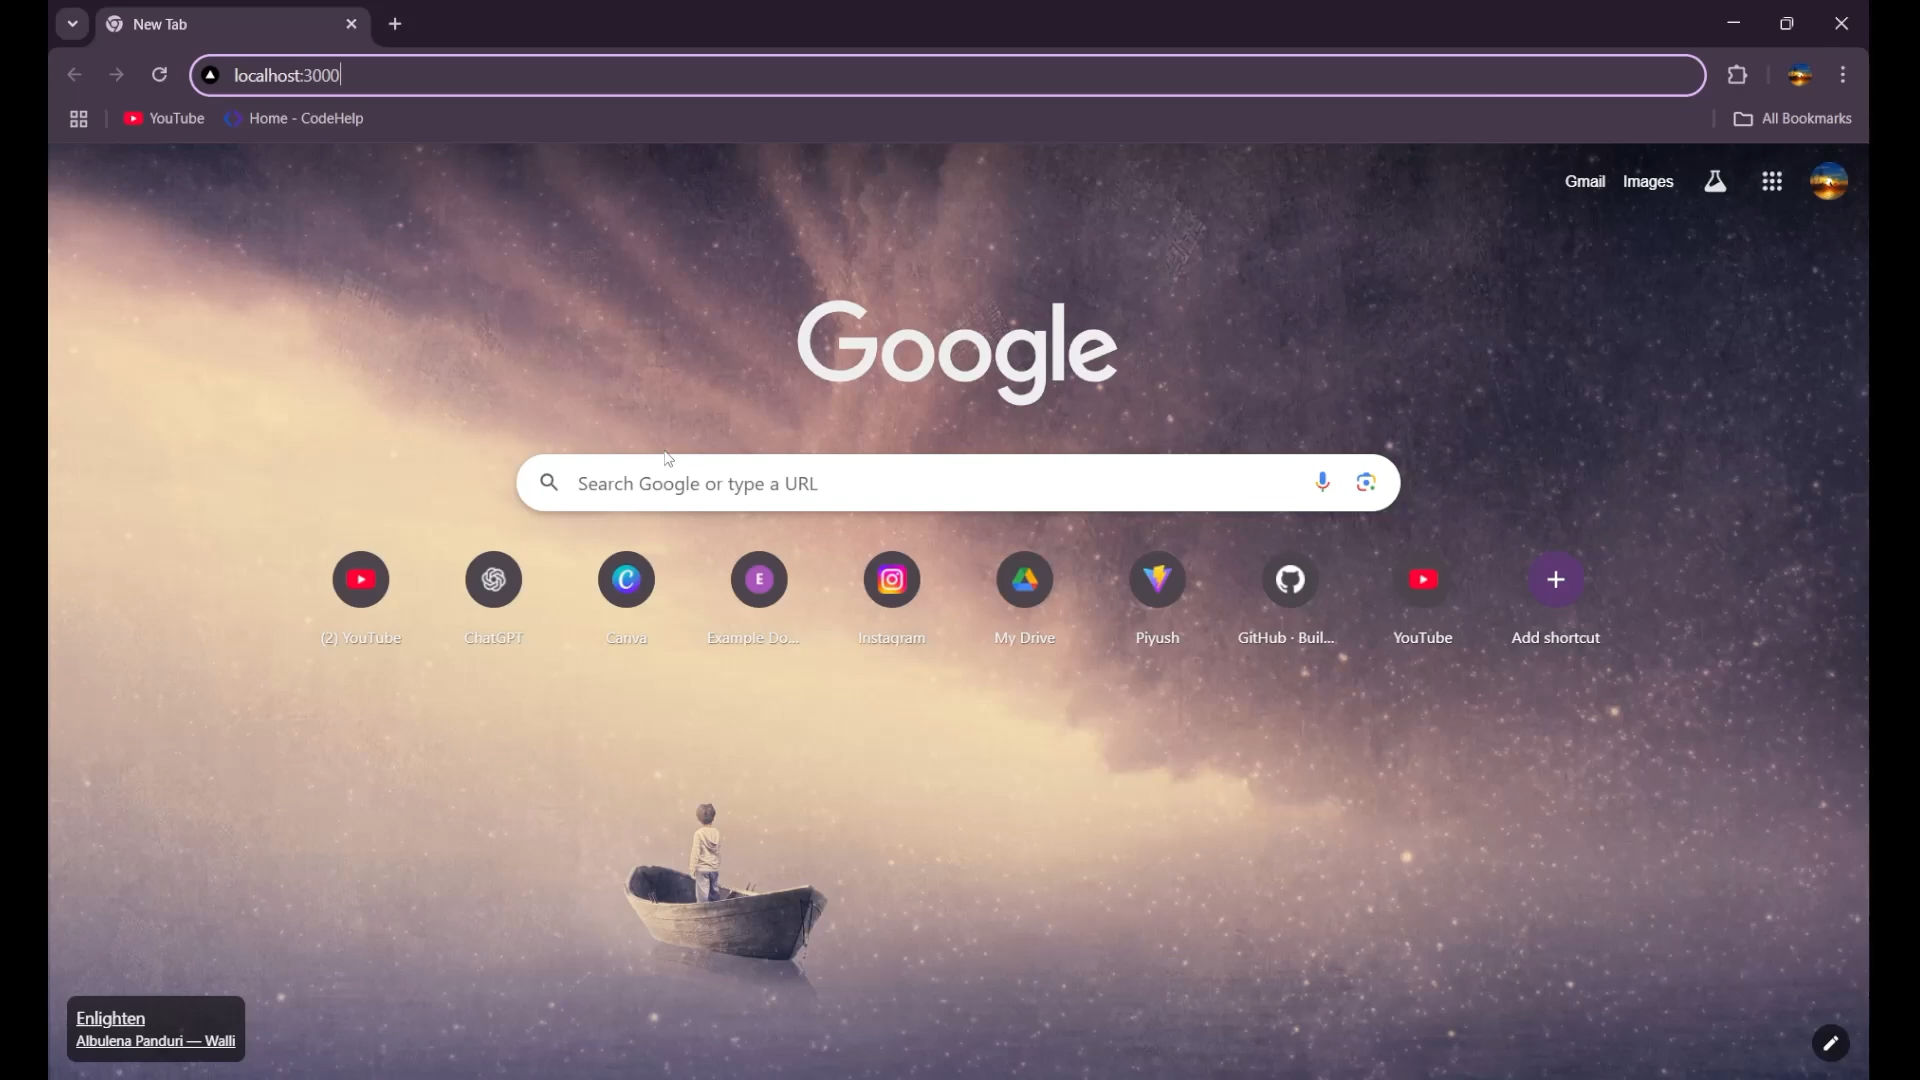 New Tab
localhost:3000
YouTube
Home - CodeHelp
All Bookmarks
Gmail
Images
Google
Search Google or type a URL
E
(2) YouTube
ChatGPT
Canva
Example Do...
Instagram
My Drive
Piyush
GitHub · Buil...
YouTube
Add shortcut
Enlighten
Albulena Panduri — Walli